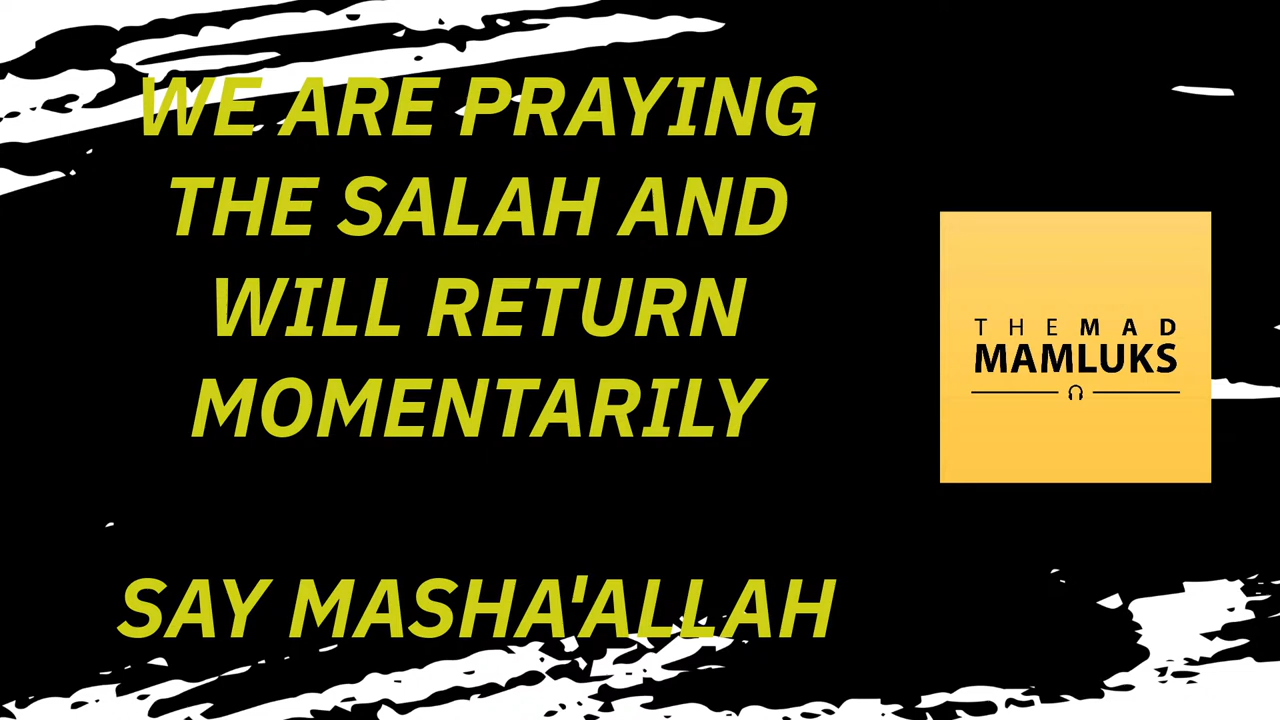 WE ARE PRAYING
THE SALAH AND
WILL RETURN
MOMENTARILY
SAY MASHA'ALLAH
THE MAD
MAMLUKS